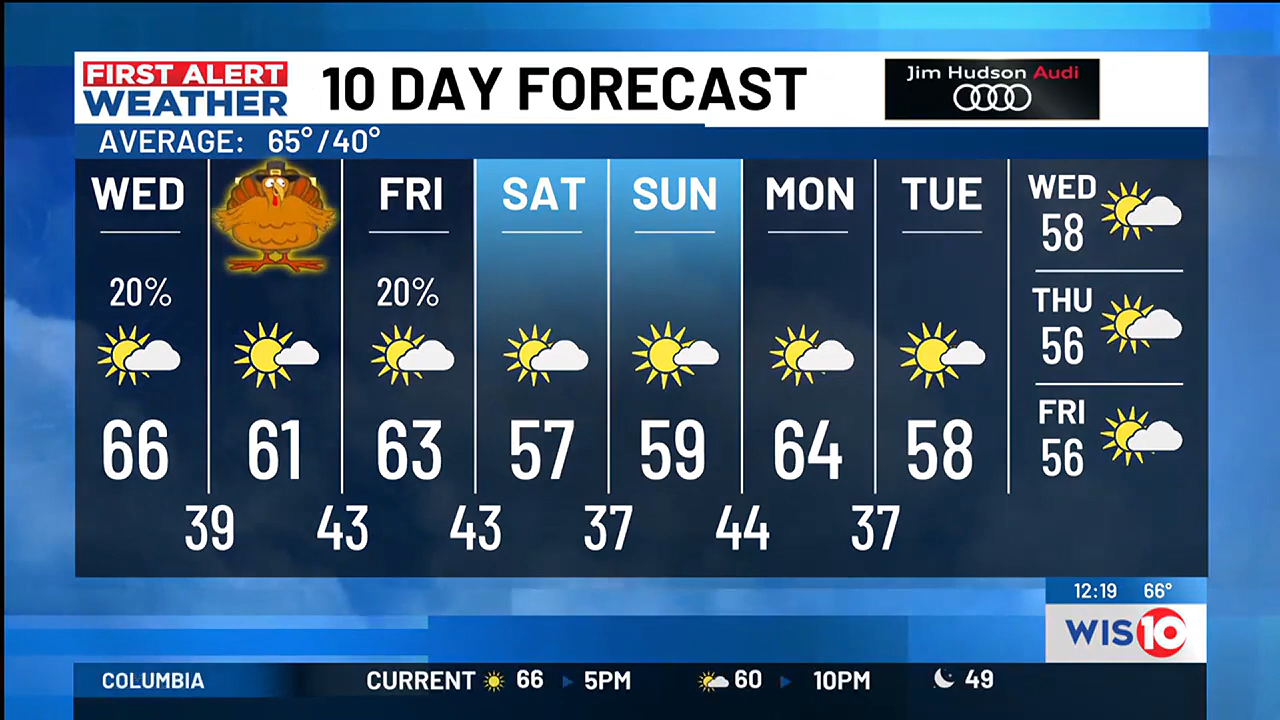 FIRST ALERT
WEATHER
10 DAY FORECAST
Jim Hudson Audi
AVERAGE: 65°/40°
WED FRI SAT SUN MON TUE
20% 20%
66 61 63 57 59 64 58
39 43 43 37 44 37
WED
58
THU
56
FRI
56
12:19 66°
WIS10
COLUMBIA CURRENT 66 5PM 60 10PM 49